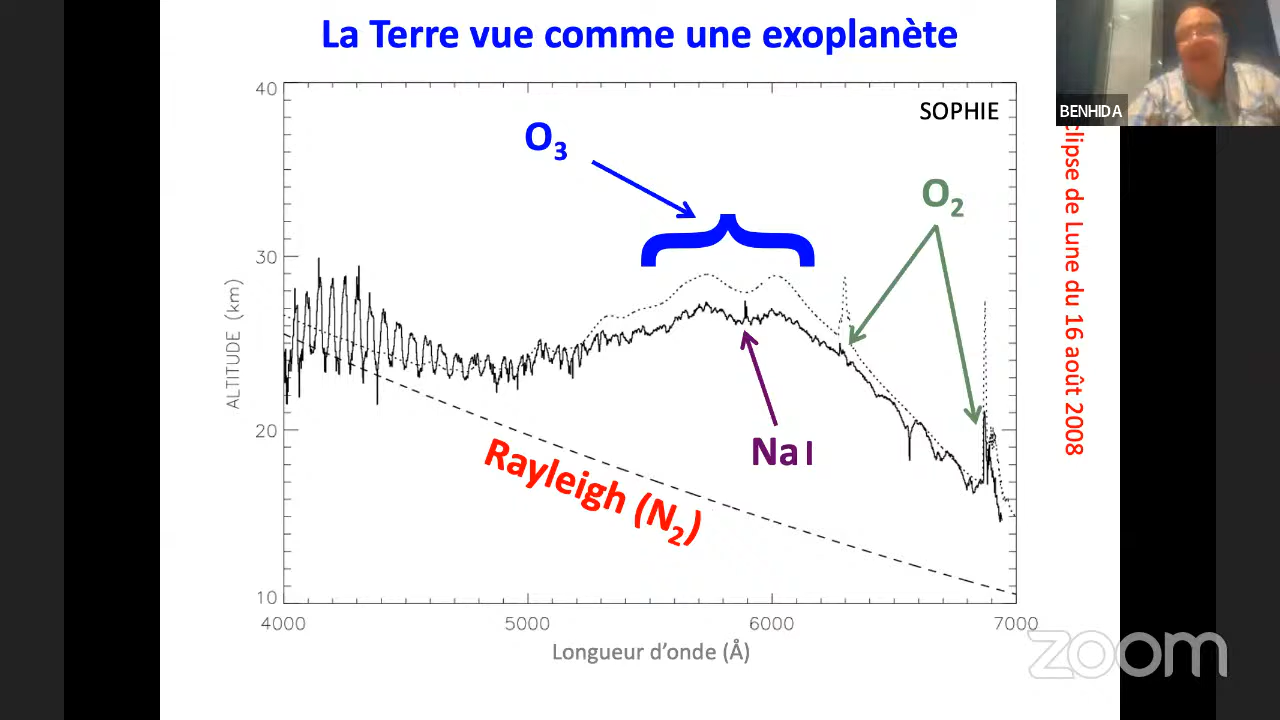 La Terre vue comme une exoplanète
BENHIDA
SOPHIE
clipse de Lune du 16 août 2008
O₃
O₂
Na I
Rayleigh (N₂)
ALTITUDE (km)
40
30
20
10
4000
5000
6000
7000
Longueur d’onde (Å)
zoom